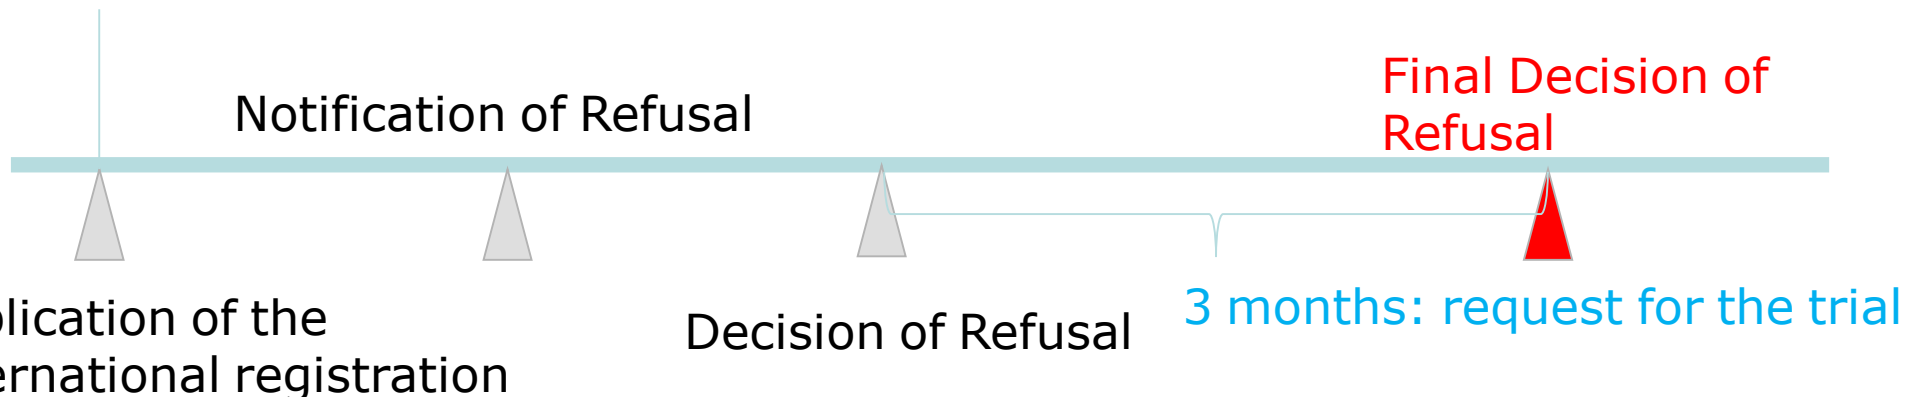 Final Decision of
Refusal
Notification of Refusal
3 months: request for the trial
Decision of Refusal
lication of the
ernational registration